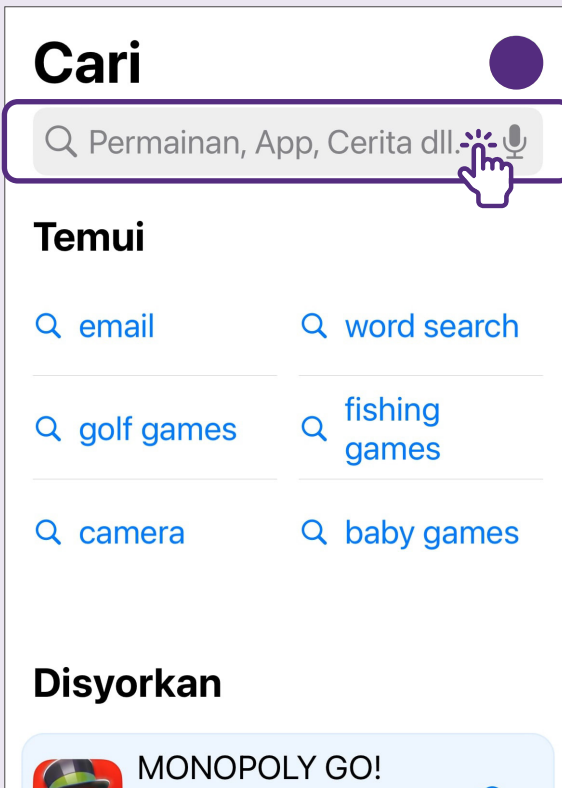 Cari
Permainan, App, Cerita dll.
Temui
email
word search
golf games
fishing
games
camera
baby games
Disyorkan
MONOPOLY GO!